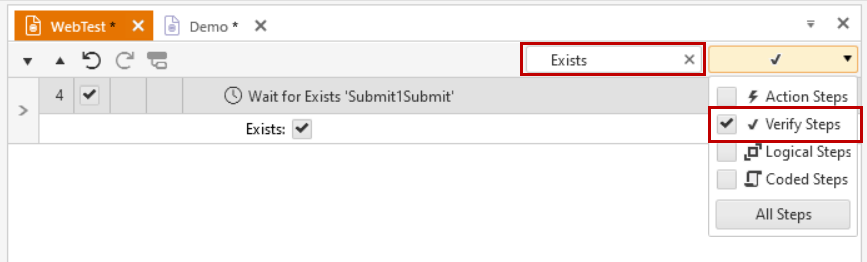 WebTest * Demo *
Exists
4 Wait for Exists 'Submit1Submit'
Exists:
Action Steps
Verify Steps
Logical Steps
Coded Steps
All Steps